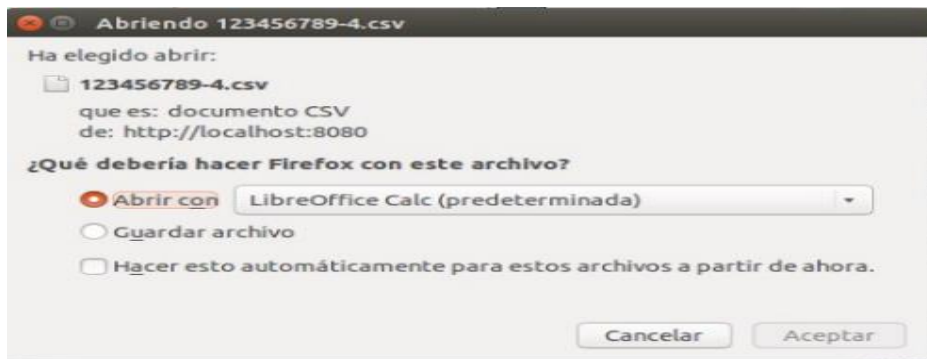 Abriendo 123456789-4.csv
Ha elegido abrir:
123456789-4.csv
que es: documento CSV
de: http://localhost:8080
¿Qué debería hacer Firefox con este archivo?
Abrir con LibreOffice Calc (predeterminada)
Guardar archivo
Hacer esto automáticamente para estos archivos a partir de ahora.
Cancelar Aceptar